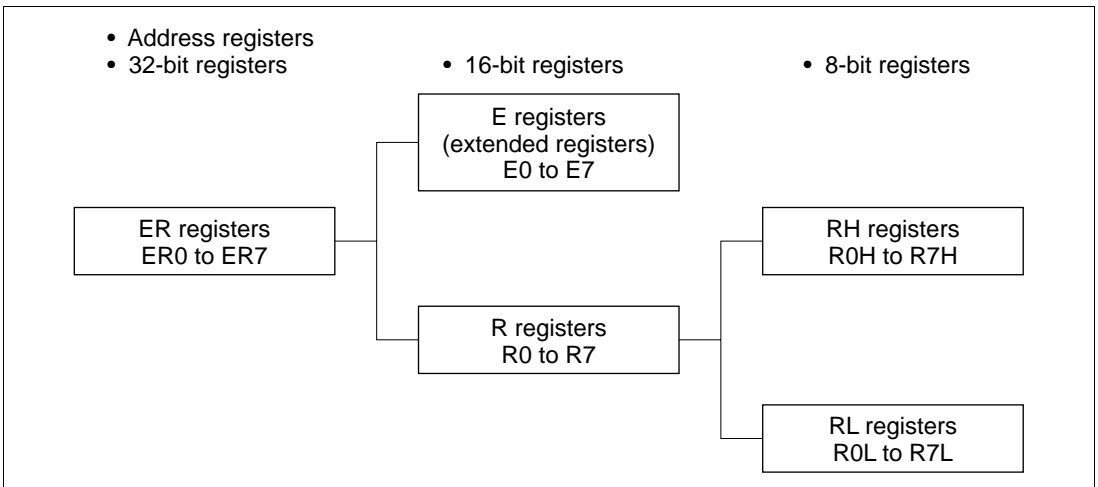 • Address registers
• 32-bit registers
• 16-bit registers
• 8-bit registers
E registers
(extended registers)
E0 to E7
ER registers
ER0 to ER7
RH registers
R0H to R7H
R registers
R0 to R7
RL registers
R0L to R7L